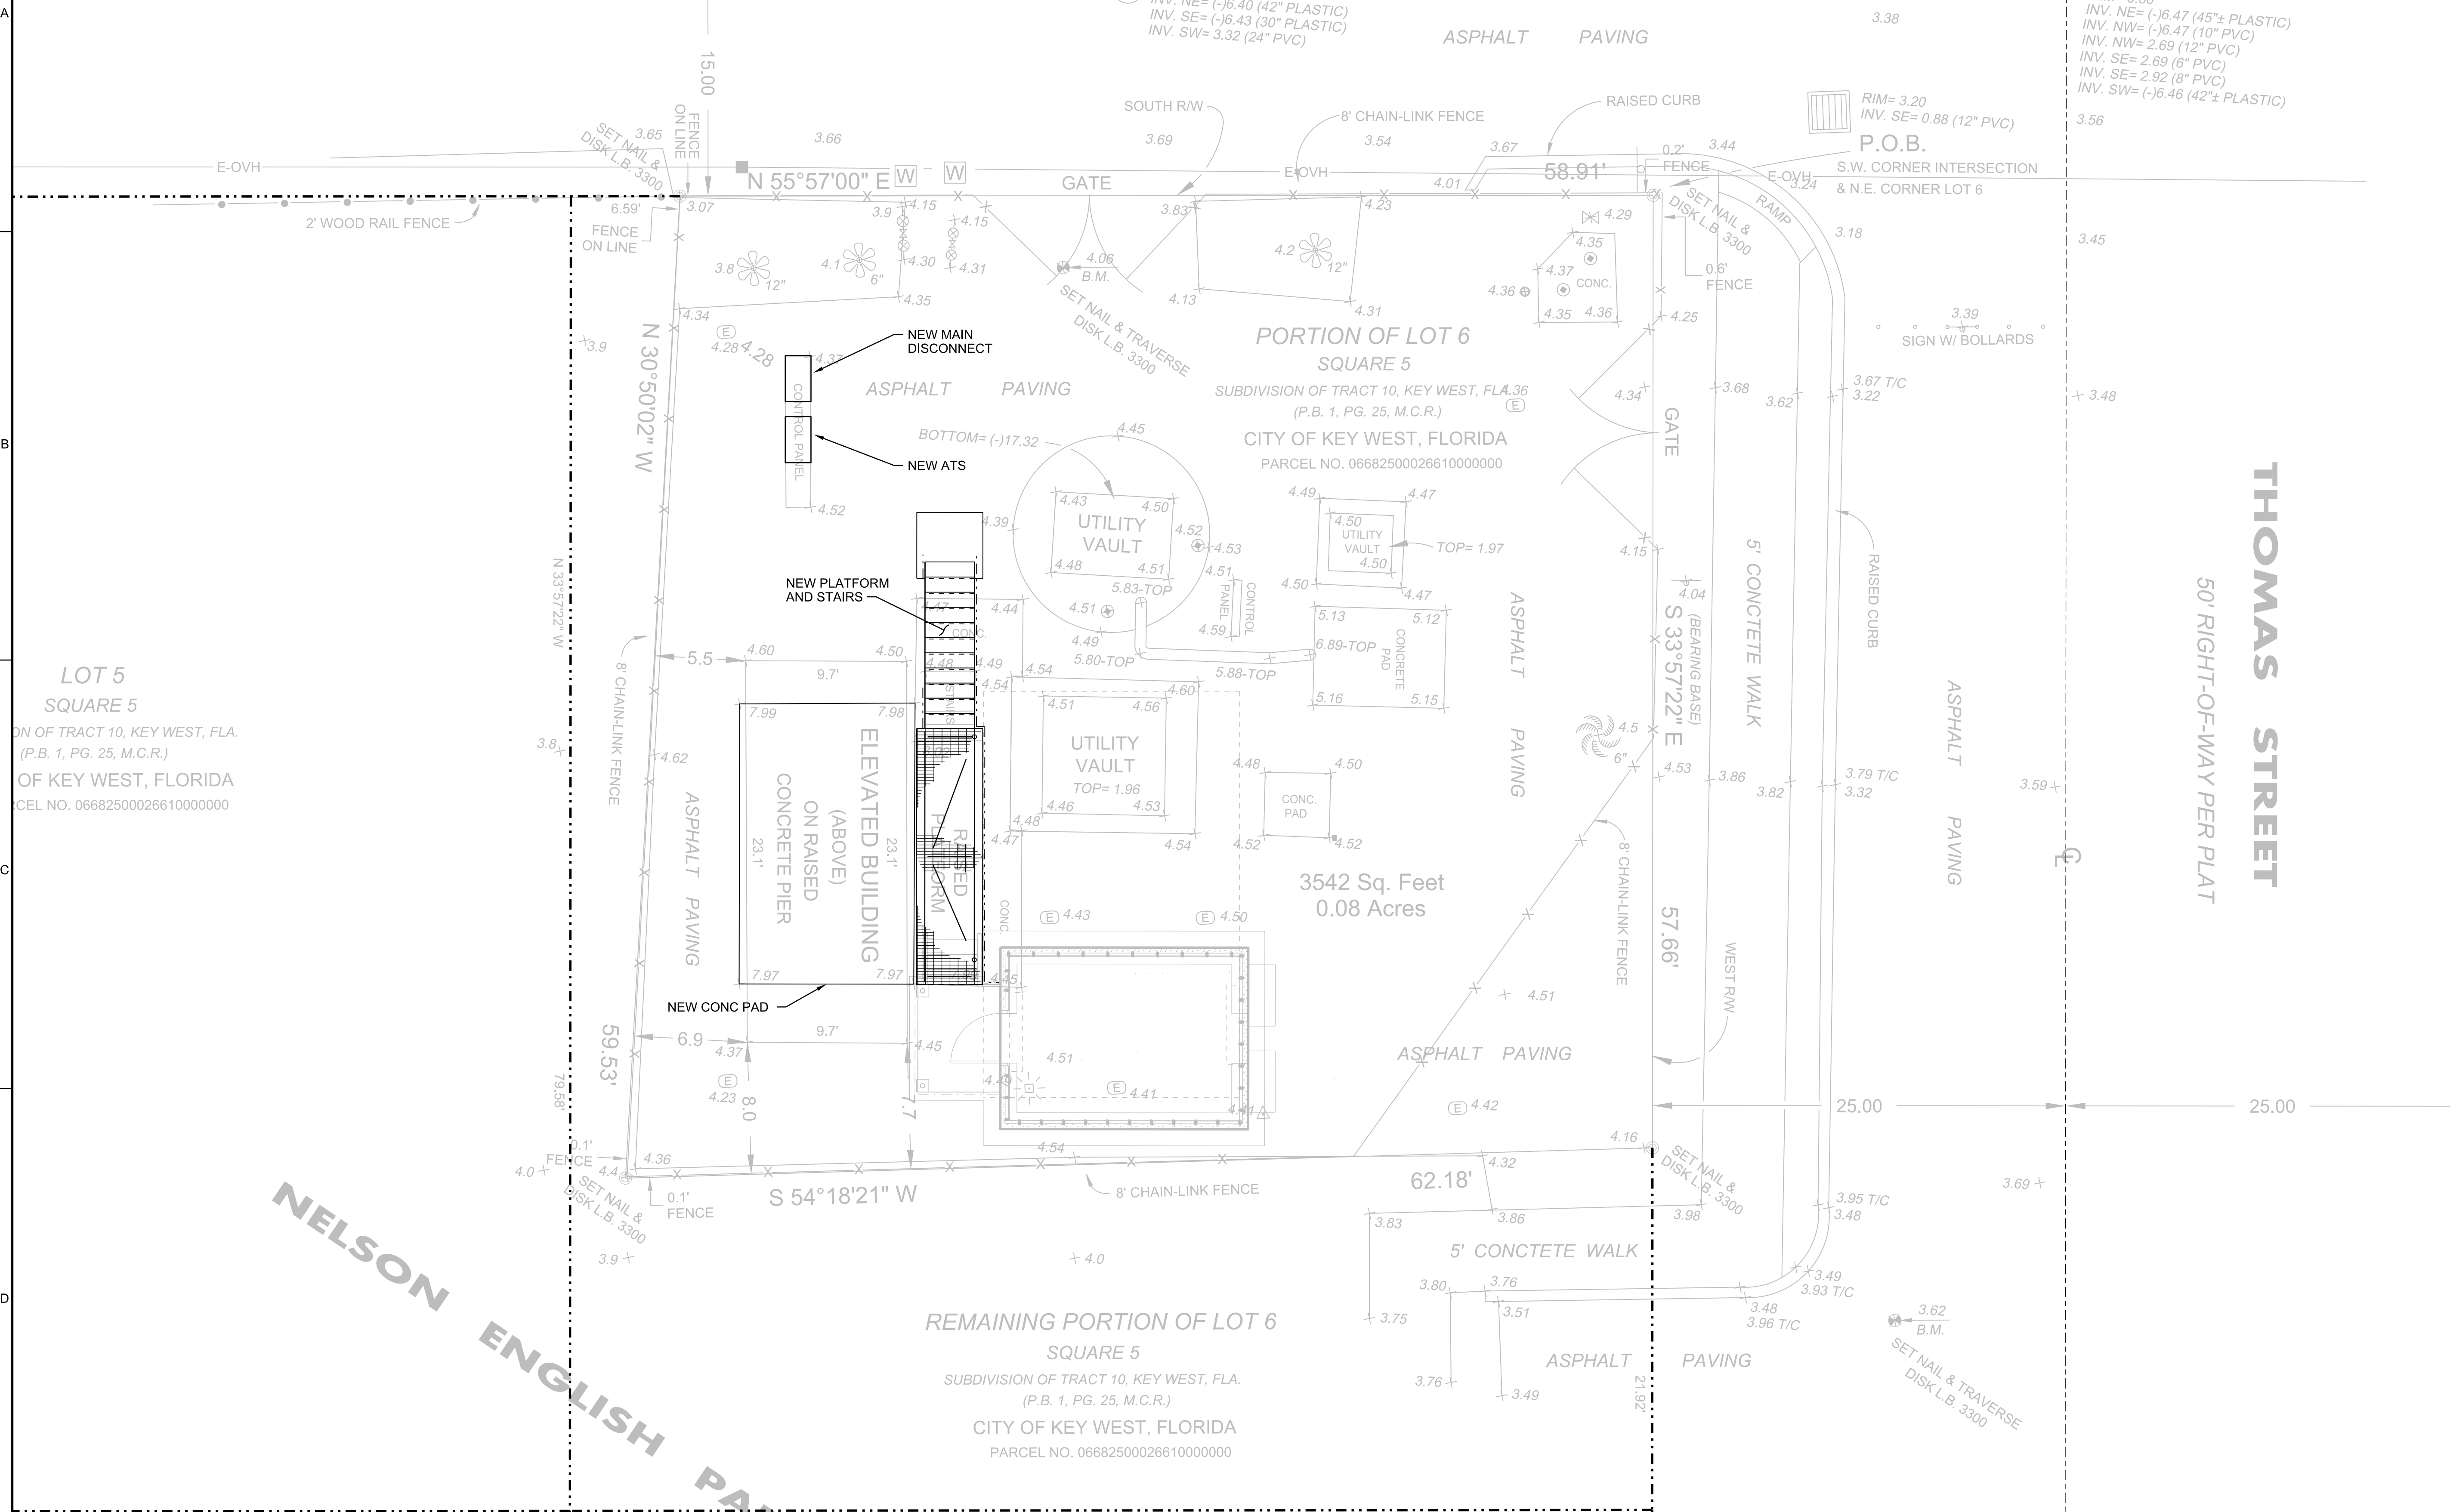 A
B
C
D
INV. NE= (-)6.40 (42" PLASTIC)
INV. SE= (-)6.43 (30" PLASTIC)
INV. SW= 3.32 (24" PVC)
ASPHALT PAVING
3.38
INV. NE= (-)6.47 (45"± PLASTIC)
INV. NW= (-)6.47 (10" PVC)
INV. NW= 2.69 (12" PVC)
INV. SE= 2.69 (6" PVC)
INV. SE= 2.92 (8" PVC)
INV. SW= (-)6.46 (42"± PLASTIC)
15.00
FENCE
ON LINE
SET NAIL &
DISK L.B. 3300
3.65
3.66
SOUTH R/W
3.69
8' CHAIN-LINK FENCE
3.54
RAISED CURB
3.67
RIM= 3.20
INV. SE= 0.88 (12" PVC)
3.56
P.O.B.
S.W. CORNER INTERSECTION
& N.E. CORNER LOT 6
3.44
0.2'
FENCE
E-OVH
N 55°57'00" E
W
W
GATE
E-OVH
58.91'
E-OVH
3.24
4.01
2' WOOD RAIL FENCE
6.59'
3.07
FENCE
ON LINE
3.9
4.15
4.15
3.83
4.23
4.29
SET NAIL &
DISK L.B. 3300
RAMP
3.18
3.45
3.8
12"
4.1
6"
4.30
4.31
4.06
B.M.
4.2
12"
4.35
4.37
CONC.
4.36
0.6'
FENCE
4.35
4.13
4.31
4.35
4.36
4.25
SET NAIL & TRAVERSE
DISK L.B. 3300
4.34
E
4.28
4.28
4.37
3.9
N 30°50'02" W
NEW MAIN
DISCONNECT
PORTION OF LOT 6
SQUARE 5
SUBDIVISION OF TRACT 10, KEY WEST, FLA.
(P.B. 1, PG. 25, M.C.R.)
CITY OF KEY WEST, FLORIDA
PARCEL NO. 06682500026610000000
4.36
E
3.39
SIGN W/ BOLLARDS
ASPHALT PAVING
CONTROL PANEL
NEW ATS
4.52
4.34
3.68
3.62
3.67 T/C
3.22
3.48
GATE
BOTTOM= (-)17.32
4.45
4.43
4.50
UTILITY
VAULT
4.39
4.52
4.53
4.48
4.51
5.83-TOP
4.51
4.49
4.49
4.47
4.50
UTILITY
VAULT
4.50
TOP= 1.97
4.50
4.47
4.51
CONTROL
PANEL
4.59
4.15
4.04
N 33°57'22" W
NEW PLATFORM
AND STAIRS
4.47
4.44
CONC.
5.13
5.12
CONCRETE
PAD
5.16
5.15
6.89-TOP
5.80-TOP
5.88-TOP
ASPHALT PAVING
S 33°57'22" E
(BEARING BASE)
5' CONCRETE WALK
RAISED CURB
THOMAS STREET
50' RIGHT-OF-WAY PER PLAT
LOT 5
SQUARE 5
ON OF TRACT 10, KEY WEST, FLA.
(P.B. 1, PG. 25, M.C.R.)
OF KEY WEST, FLORIDA
CEL NO. 06682500026610000000
8' CHAIN-LINK FENCE
5.5
4.60
4.50
9.7'
4.48
4.49
4.54
4.54
4.60
STAIRS
7.99
7.98
4.51
4.56
UTILITY
VAULT
TOP= 1.96
4.46
4.53
4.48
4.47
4.54
3.8
4.62
ELEVATED BUILDING
(ABOVE)
ON RAISED
CONCRETE PIER
23.1'
23.1'
RAISED
PLATFORM
ASPHALT PAVING
4.48
4.50
CONC.
PAD
4.52
4.52
4.5
6"
4.53
3.86
3.82
3.79 T/C
3.32
3.59
ASPHALT PAVING
8' CHAIN-LINK FENCE
3542 Sq. Feet
0.08 Acres
CONC.
E
4.43
E
4.50
57.66'
WEST R/W
7.97
7.97
4.45
NEW CONC PAD
4.51
59.53'
6.9
9.7'
4.37
4.45
E
4.23
8.0
7.7
4.51
E
4.41
ASPHALT PAVING
E
4.42
79.58'
25.00
25.00
0.1'
FENCE
4.36
4.54
4.16
4.0
4.4
SET NAIL &
DISK L.B. 3300
0.1'
FENCE
S 54°18'21" W
8' CHAIN-LINK FENCE
62.18'
4.32
SET NAIL &
DISK L.B. 3300
3.69
3.83
3.86
3.98
3.95 T/C
3.48
3.9
4.0
5' CONCTETE WALK
NELSON ENGLISH
3.80
3.76
3.49
3.93 T/C
3.75
3.51
3.48
3.96 T/C
3.62
B.M.
SET NAIL & TRAVERSE
DISK L.B. 3300
REMAINING PORTION OF LOT 6
SQUARE 5
SUBDIVISION OF TRACT 10, KEY WEST, FLA.
(P.B. 1, PG. 25, M.C.R.)
CITY OF KEY WEST, FLORIDA
PARCEL NO. 06682500026610000000
ASPHALT PAVING
3.76
3.49
21.92'